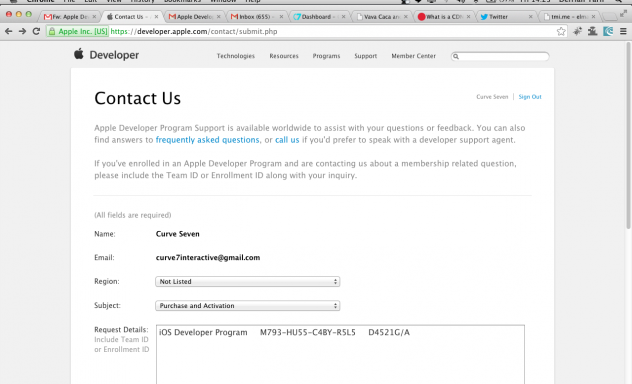 Chrome File Edit View History Bookmarks Window Help Fri 14:23
Fw: Apple De
Contact Us -
Apple Develo
Inbox (655) -
Dashboard -
Vava Caca an
What is a CDN
Twitter
Apple Inc. [US] https://developer.apple.com/contact/submit.php
Developer
Technologies Resources Programs Support Member Center
Contact Us
Curve Seven | Sign Out
Apple Developer Program Support is available worldwide to assist with your questions or feedback. You can also
find answers to frequently asked questions, or call us if you'd prefer to speak with a developer support agent.
If you've enrolled in an Apple Developer Program and are contacting us about a membership related question,
please include the Team ID or Enrollment ID along with your inquiry.
(All fields are required)
Name: Curve Seven
Email: curve7interactive@gmail.com
Region: Not Listed
Subject: Purchase and Activation
Request Details: iOS Developer Program M793-HU55-C4BY-R5L5 D4521G/A
Include Team ID
or Enrollment ID